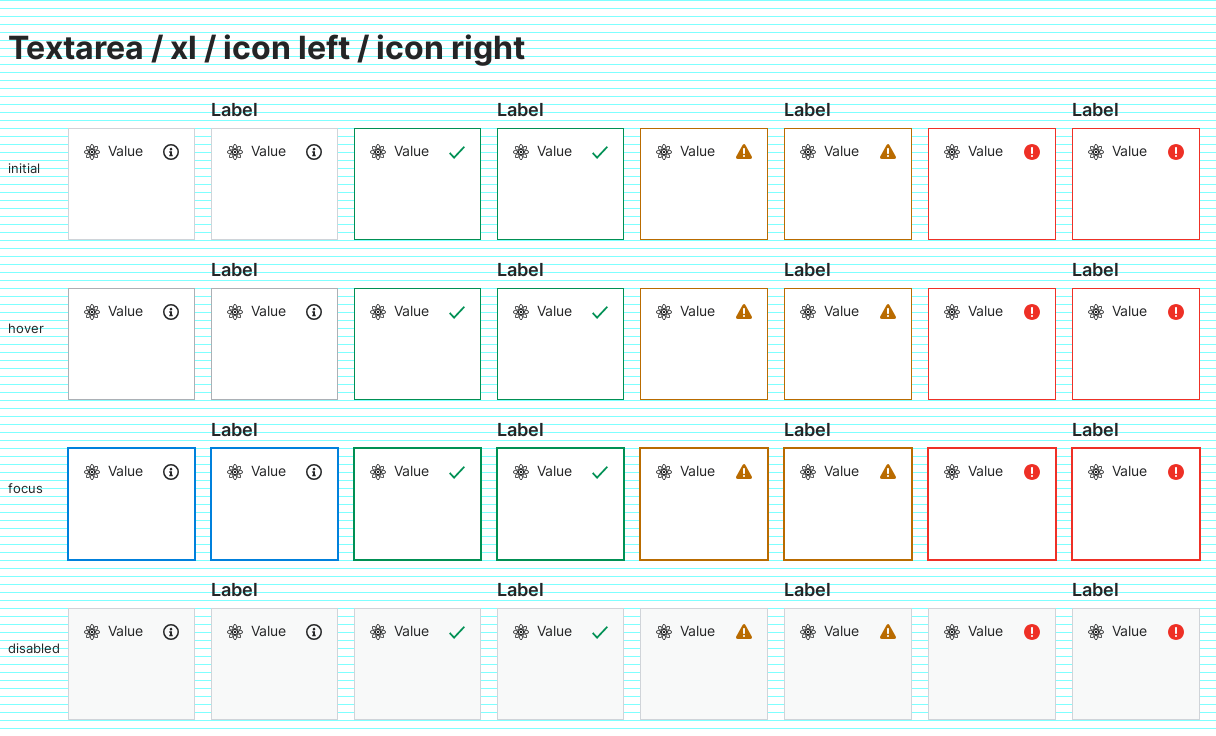 Textarea / xl / icon left / icon right
Label Label Label Label
initial Value Value Value Value Value Value Value Value
Label Label Label Label
hover Value Value Value Value Value Value Value Value
Label Label Label Label
focus Value Value Value Value Value Value Value Value
Label Label Label Label
disabled Value Value Value Value Value Value Value Value